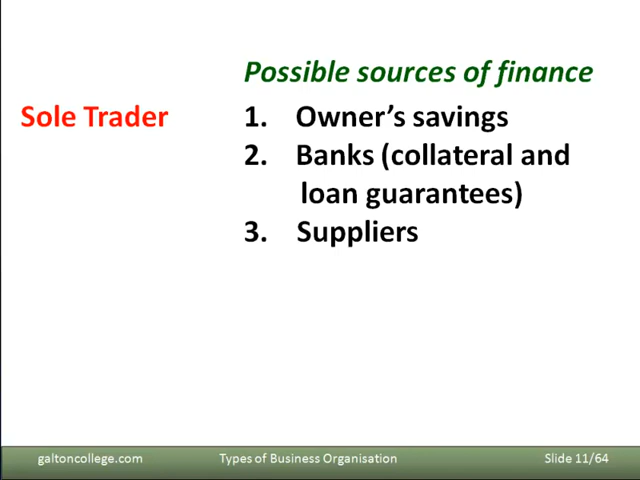 Possible sources of finance
Sole Trader 1. Owner’s savings
2. Banks (collateral and
loan guarantees)
3. Suppliers
galtoncollege.com Types of Business Organisation Slide 11/64